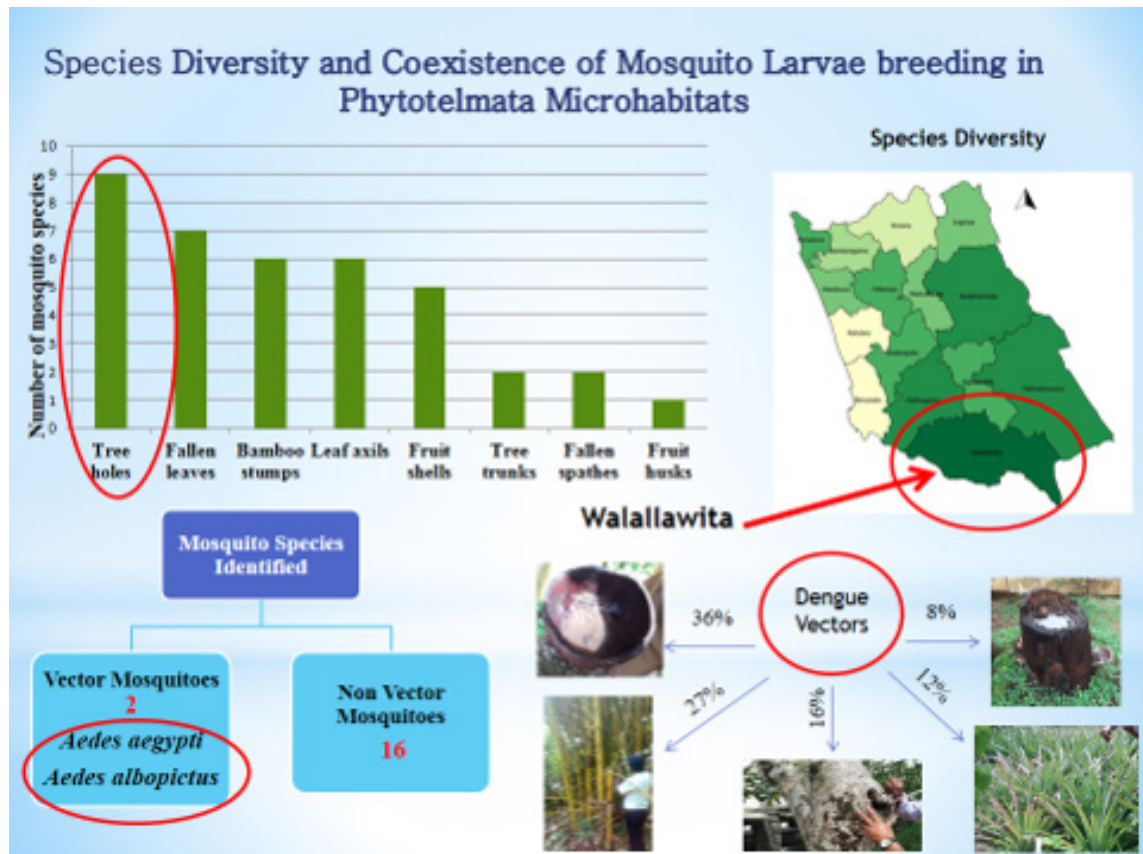 Species Diversity and Coexistence of Mosquito Larvae breeding in
Phytotelmata Microhabitats
Number of mosquito species
10
9
8
7
6
5
4
3
2
1
0
Tree
holes
Fallen
leaves
Bamboo
stumps
Leaf axils
Fruit
shells
Tree
trunks
Fallen
spathes
Fruit
husks
Species Diversity
Walallawita
Mosquito Species
Identified
Vector Mosquitoes
2
Aedes aegypti
Aedes albopictus
Non Vector
Mosquitoes
16
Dengue
Vectors
36%
27%
16%
12%
8%